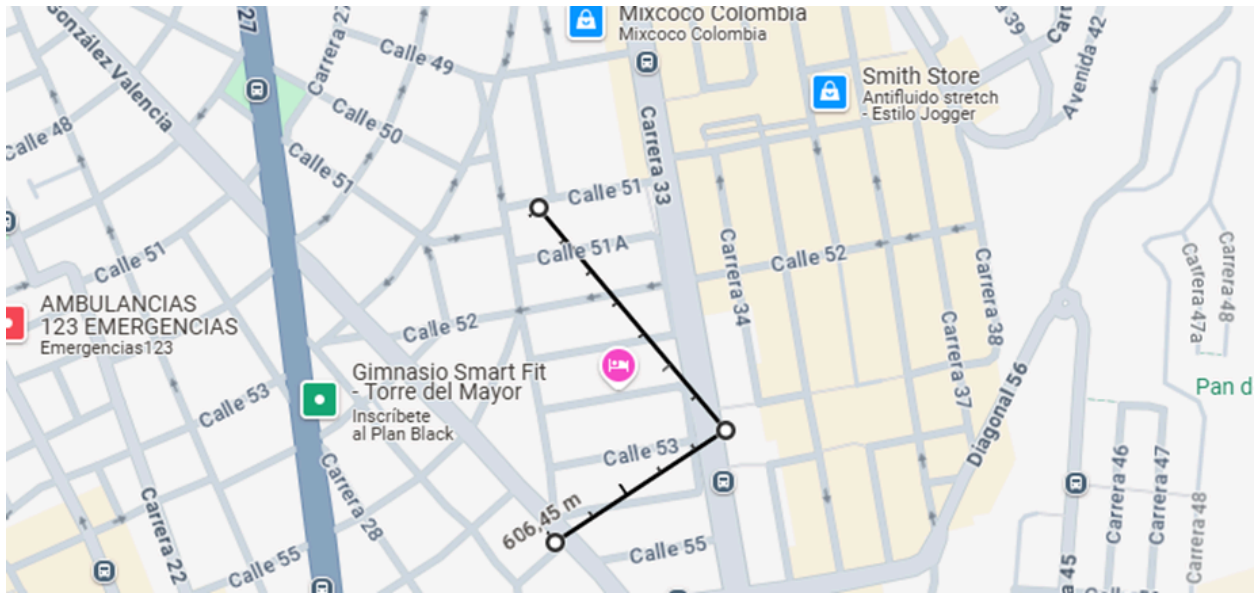 González Valencia
27
Carrera 27
Calle 49
Mixcoco Colombia
Mixcoco Colombia
39
Carr
Avenida 42
Smith Store
Antifluido stretch
- Estilo Jogger
Calle 48
Calle 50
Carrera 33
Calle 51
Calle 51
Calle 51
Calle 51A
Carrera 34
Calle 52
Carrera 38
Carrera 47a
Carrera 48
AMBULANCIAS
123 EMERGENCIAS
Emergencias123
Calle 52
Carrera 37
Gimnasio Smart Fit
- Torre del Mayor
Inscríbete
al Plan Black
Calle 53
Diagonal 56
Pan d
Calle 53
Carrera 28
Carrera 22
606,45 m
Calle 55
Calle 55
Carrera 46
Carrera 47
Carrera 48
a 45